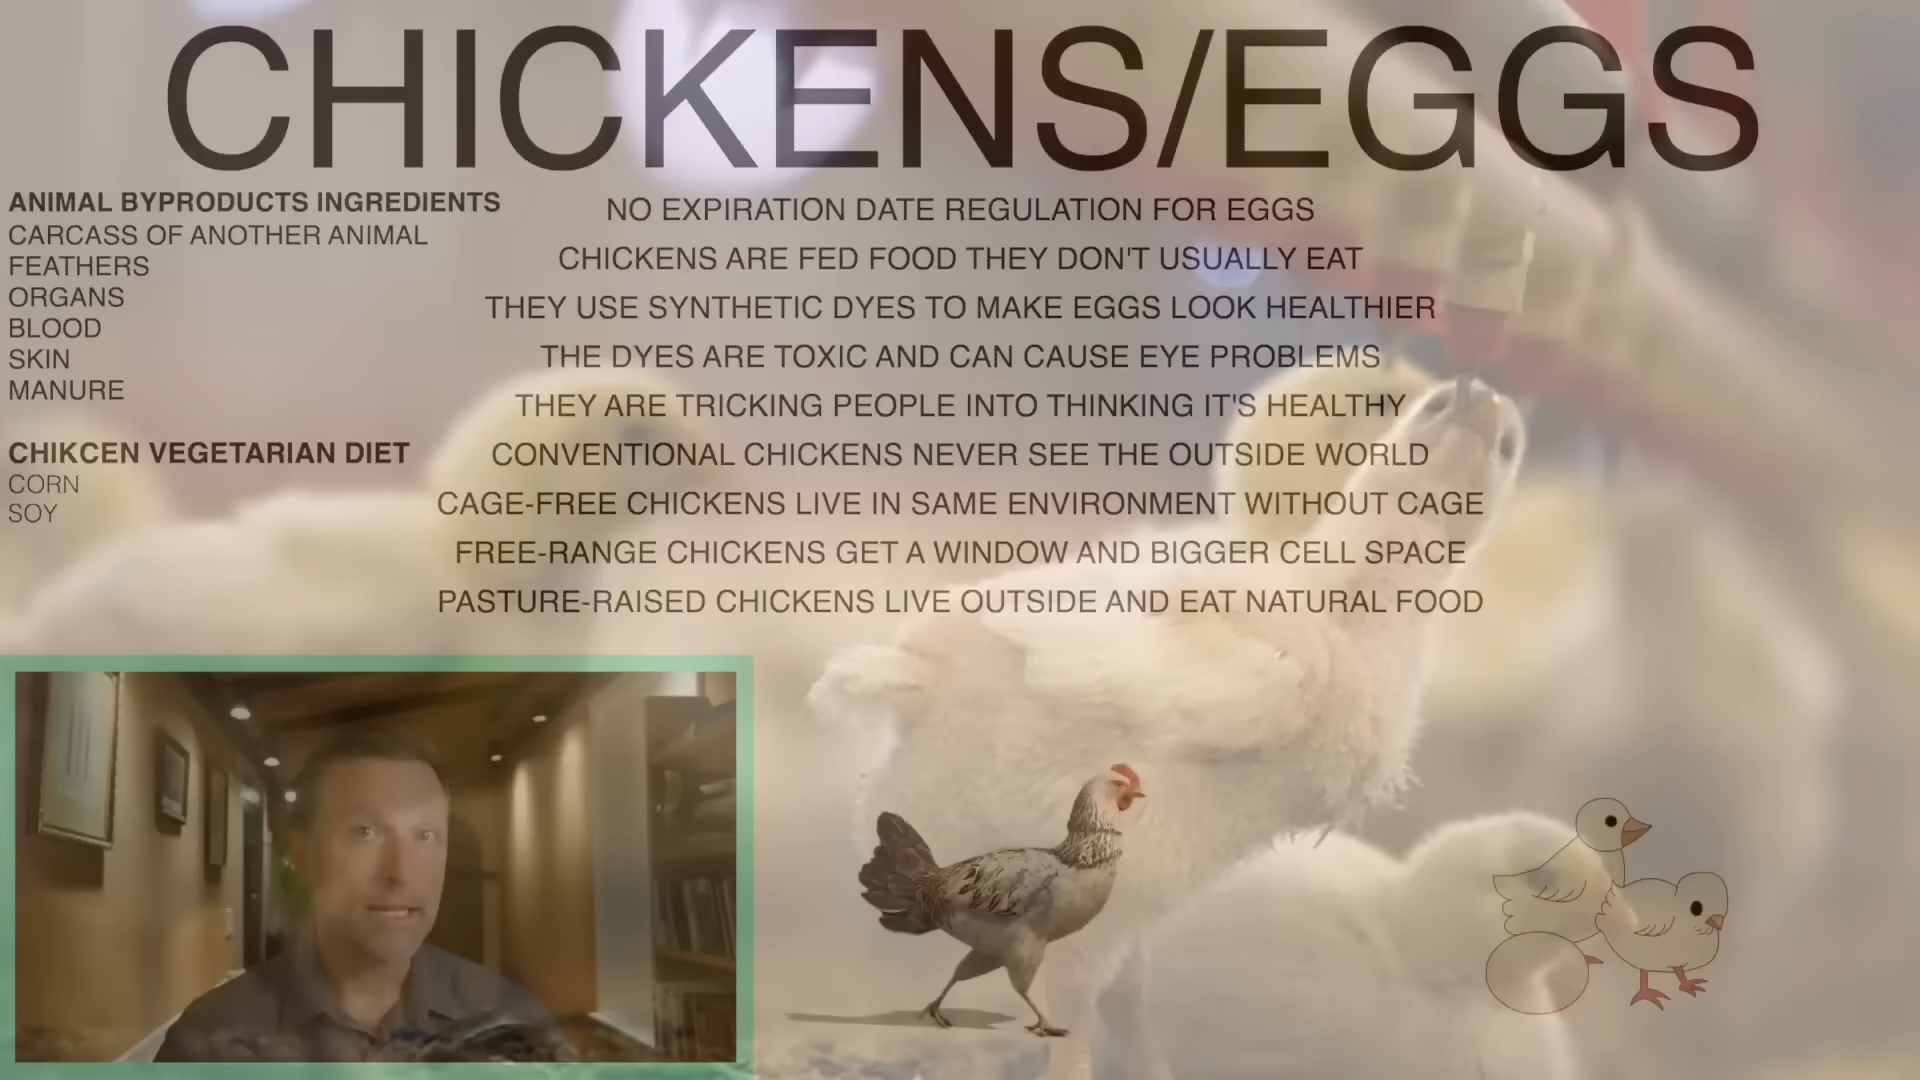 CHICKENS/EGGS
ANIMAL BYPRODUCTS INGREDIENTS
CARCASS OF ANOTHER ANIMAL
FEATHERS
ORGANS
BLOOD
SKIN
MANURE
CHIKCEN VEGETARIAN DIET
CORN
SOY
NO EXPIRATION DATE REGULATION FOR EGGS
CHICKENS ARE FED FOOD THEY DON'T USUALLY EAT
THEY USE SYNTHETIC DYES TO MAKE EGGS LOOK HEALTHIER
THE DYES ARE TOXIC AND CAN CAUSE EYE PROBLEMS
THEY ARE TRICKING PEOPLE INTO THINKING IT'S HEALTHY
CONVENTIONAL CHICKENS NEVER SEE THE OUTSIDE WORLD
CAGE-FREE CHICKENS LIVE IN SAME ENVIRONMENT WITHOUT CAGE
FREE-RANGE CHICKENS GET A WINDOW AND BIGGER CELL SPACE
PASTURE-RAISED CHICKENS LIVE OUTSIDE AND EAT NATURAL FOOD